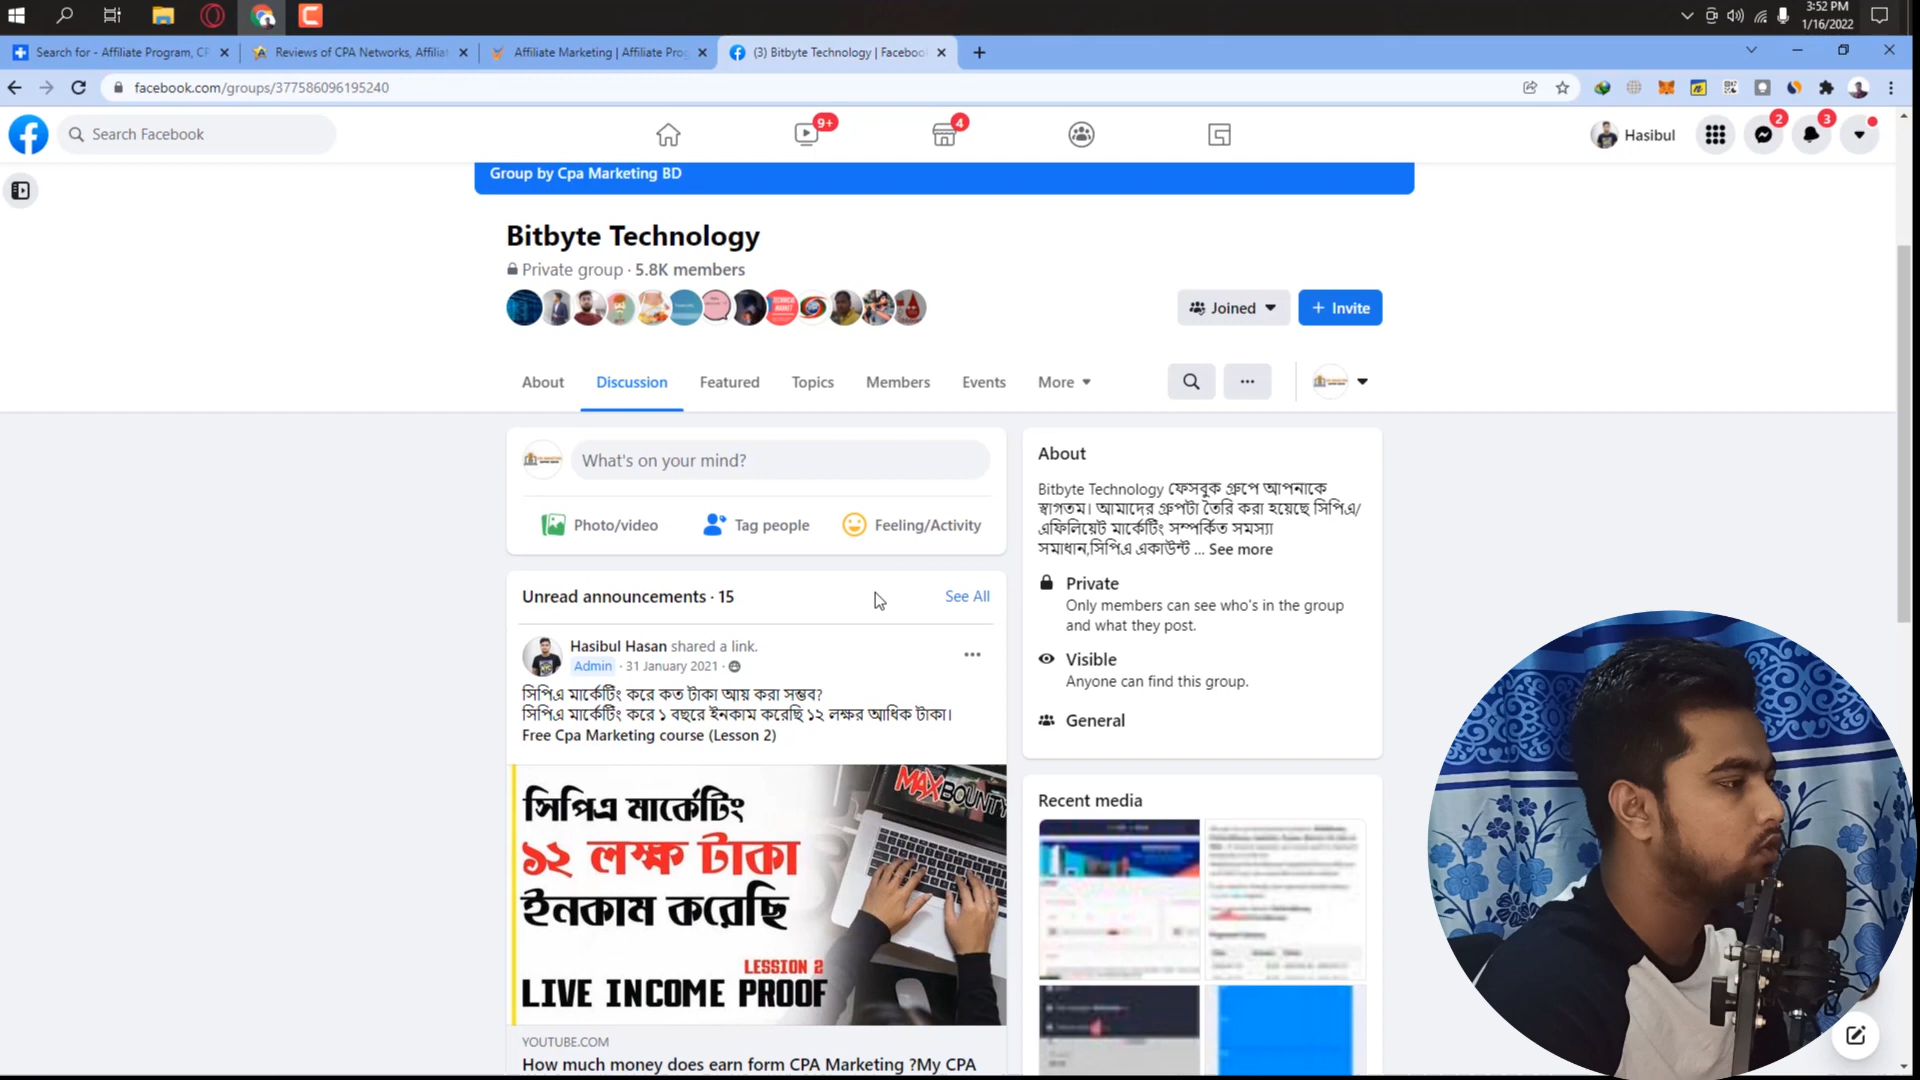 3:52 PM
1/16/2022
Search for - Affiliate Program, CP
Reviews of CPA Networks, Affiliat
Affiliate Marketing | Affiliate Prog
(3) Bitbyte Technology | Facebook
facebook.com/groups/377586096195240
Search Facebook
9+
4
Hasibul
2
3
Group by Cpa Marketing BD
Bitbyte Technology
Private group · 5.8K members
Joined
+ Invite
About
Discussion
Featured
Topics
Members
Events
More
What's on your mind?
Photo/video
Tag people
Feeling/Activity
Unread announcements · 15
See All
Hasibul Hasan shared a link.
Admin · 31 January 2021 ·
সিপিএ মার্কেটিং করে কত টাকা আয় করা সম্ভব?
সিপিএ মার্কেটিং করে ১ বছরে ইনকাম করেছি ১২ লক্ষর আধিক টাকা।
Free Cpa Marketing course (Lesson 2)
MAXBOUNTY
সিপিএ মার্কেটিং
১২ লক্ষ টাকা
ইনকাম করেছি
LESSION 2
LIVE INCOME PROOF
YOUTUBE.COM
How much money does earn form CPA Marketing ?My CPA
About
Bitbyte Technology ফেসবুক গ্রুপে আপনাকে
স্বাগতম। আমাদের গ্রুপটা তৈরি করা হয়েছে সিপিএ/
এফিলিয়েট মার্কেটিং সম্পর্কিত সমস্যা
সমাধান,সিপিএ একাউন্ট ... See more
Private
Only members can see who's in the group
and what they post.
Visible
Anyone can find this group.
General
Recent media